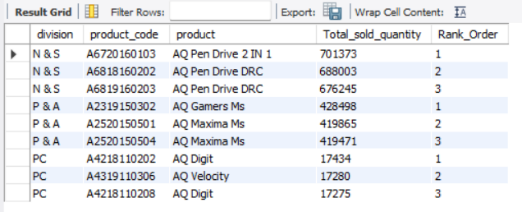 Result Grid Filter Rows: Export: Wrap Cell Content:
division product_code product Total_sold_quantity Rank_Order
N & S A6720160103 AQ Pen Drive 2 IN 1 701373 1
N & S A6818160202 AQ Pen Drive DRC 688003 2
N & S A6819160203 AQ Pen Drive DRC 676245 3
P & A A2319150302 AQ Gamers Ms 428498 1
P & A A2520150501 AQ Maxima Ms 419865 2
P & A A2520150504 AQ Maxima Ms 419471 3
PC A4218110202 AQ Digit 17434 1
PC A4319110306 AQ Velocity 17280 2
PC A4218110208 AQ Digit 17275 3